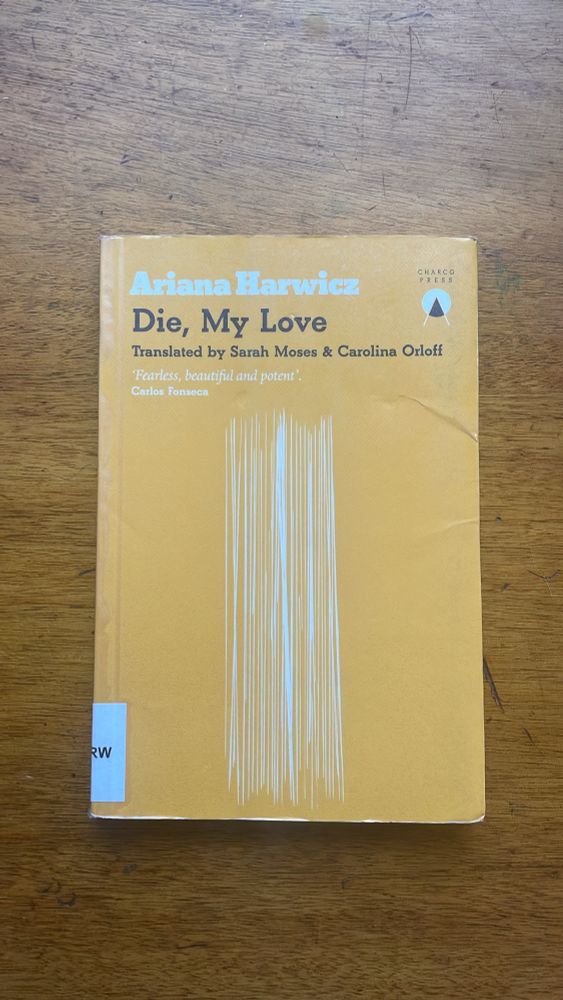 Ariana Harwicz
CHARCO
PRESS
Die, My Love
Translated by Sarah Moses & Carolina Orloff
‘Fearless, beautiful and potent’.
Carlos Fonseca
RW